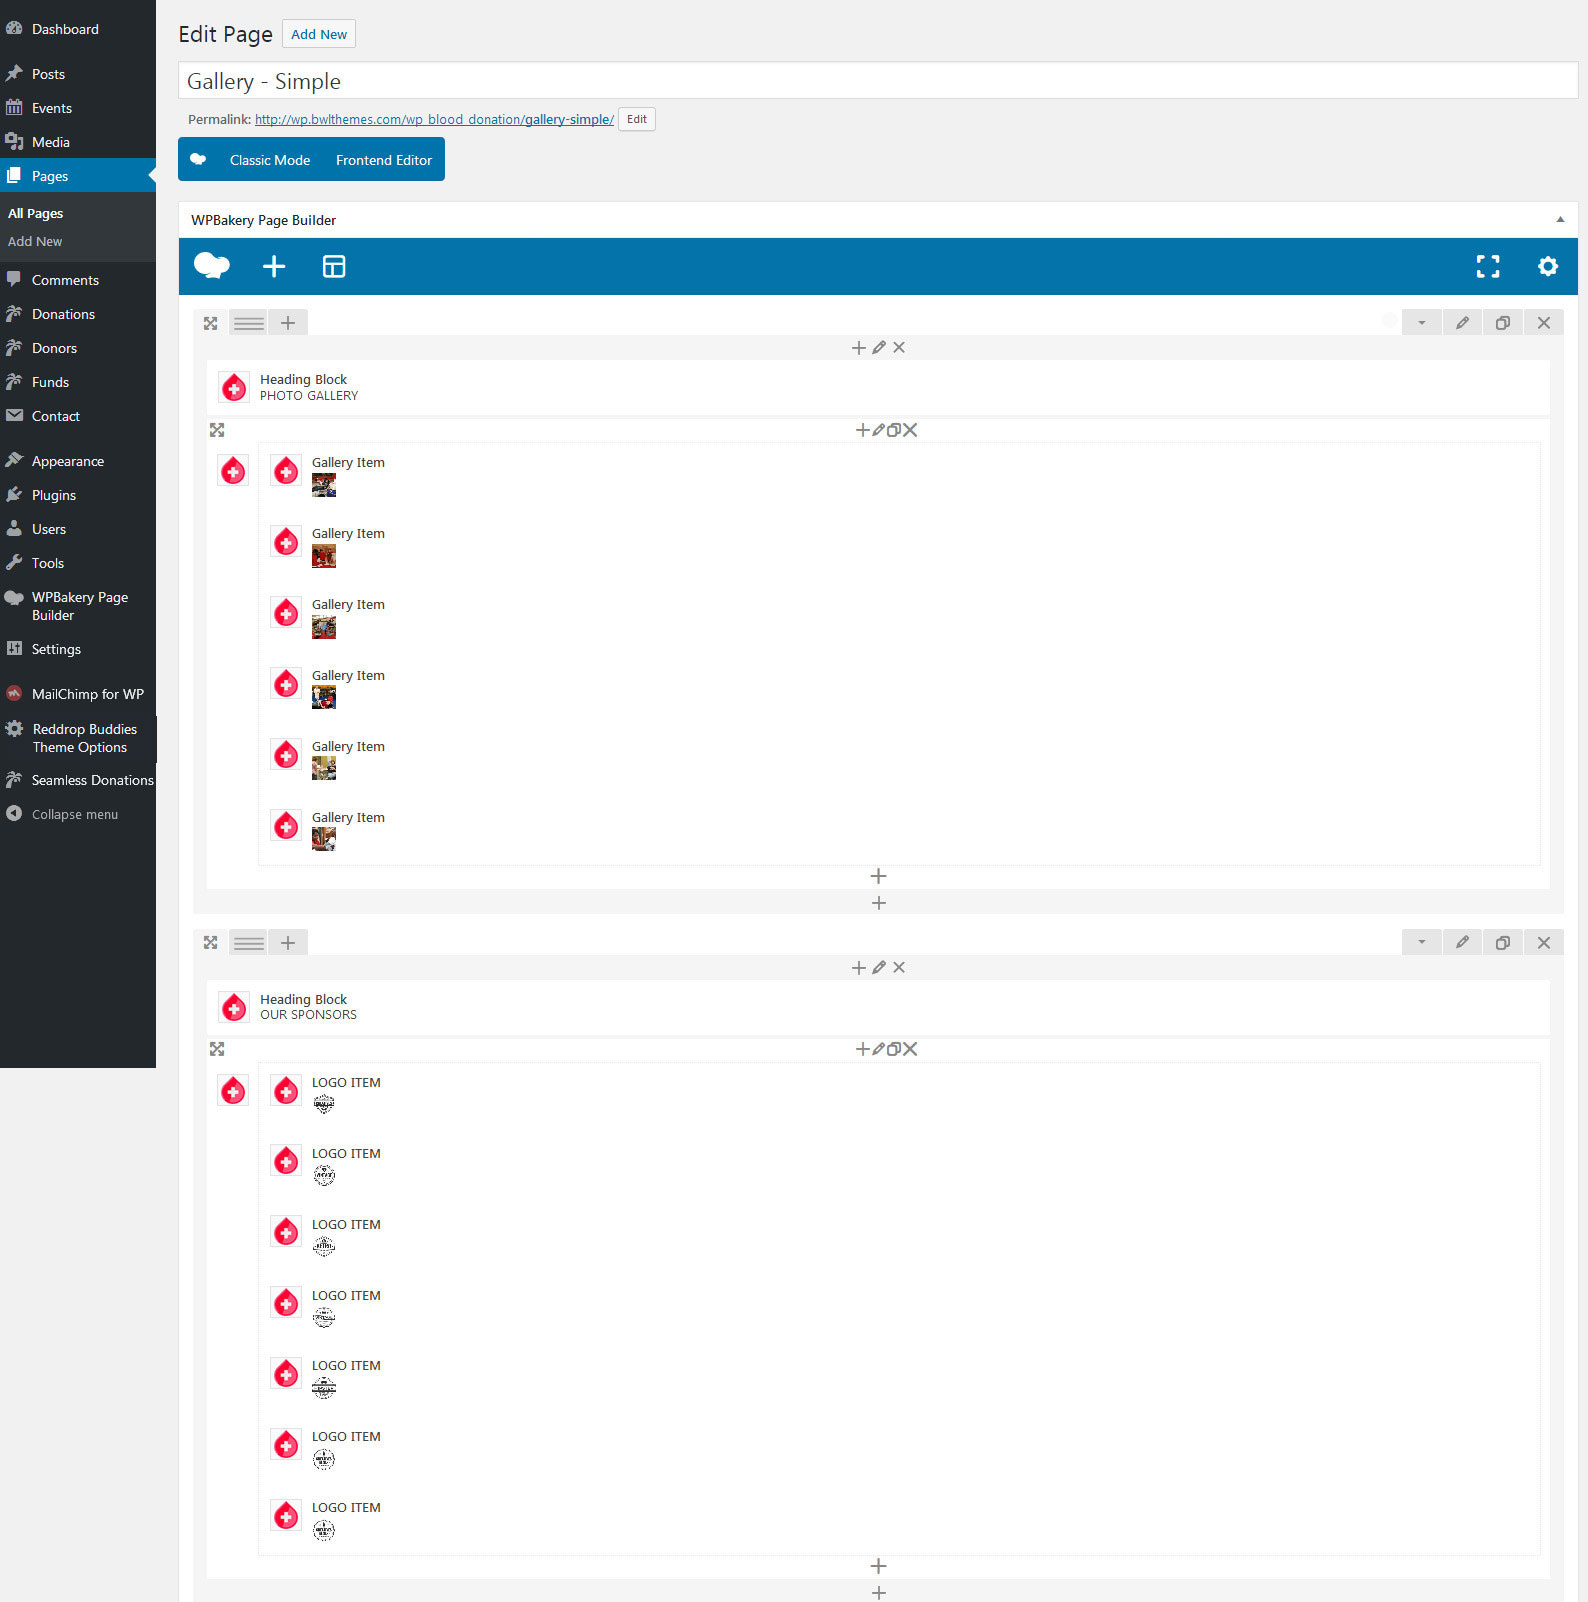 Dashboard
Posts
Events
Media
Pages
All Pages
Add New
Comments
Donations
Donors
Funds
Contact
Appearance
Plugins
Users
Tools
WPBakery Page
Builder
Settings
MailChimp for WP
Reddrop Buddies
Theme Options
Seamless Donations
Collapse menu
Edit Page
Add New
Gallery - Simple
Permalink: http://wp.bwlthemes.com/wp_blood_donation/gallery-simple/ Edit
Classic Mode Frontend Editor
WPBakery Page Builder
Heading Block
PHOTO GALLERY
Gallery Item
Gallery Item
Gallery Item
Gallery Item
Gallery Item
Gallery Item
Heading Block
OUR SPONSORS
LOGO ITEM
LOGO ITEM
LOGO ITEM
LOGO ITEM
LOGO ITEM
LOGO ITEM
LOGO ITEM